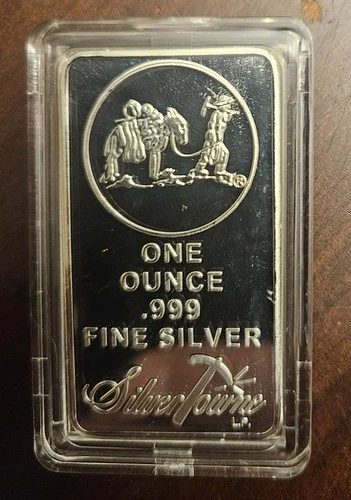 ®
ONE
OUNCE
.999
FINE SILVER
SilverTowne
L.P.